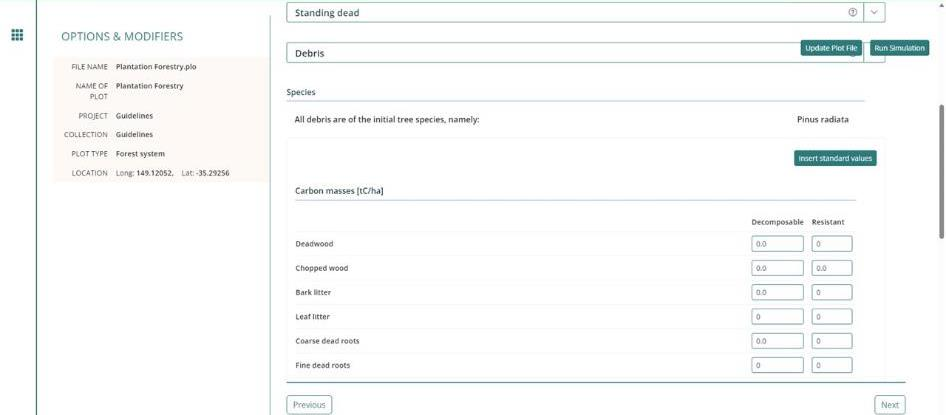 Standing dead
OPTIONS & MODIFIERS
Debris
Update Plot File
Run Simulation
FILE NAME Plantation Forestry.plo
NAME OF PLOT Plantation Forestry
PROJECT Guidelines
COLLECTION Guidelines
PLOT TYPE Forest system
LOCATION Long: 149.12052, Lat: -35.29256
Species
All debris are of the initial tree species, namely: Pinus radiata
Insert standard values
Carbon masses [tC/ha]
Decomposable Resistant
Deadwood 0.0 0
Chopped wood 0.0 0.0
Bark litter 0.0 0
Leaf litter 0 0
Coarse dead roots 0.0 0
Fine dead roots 0 0
Previous Next